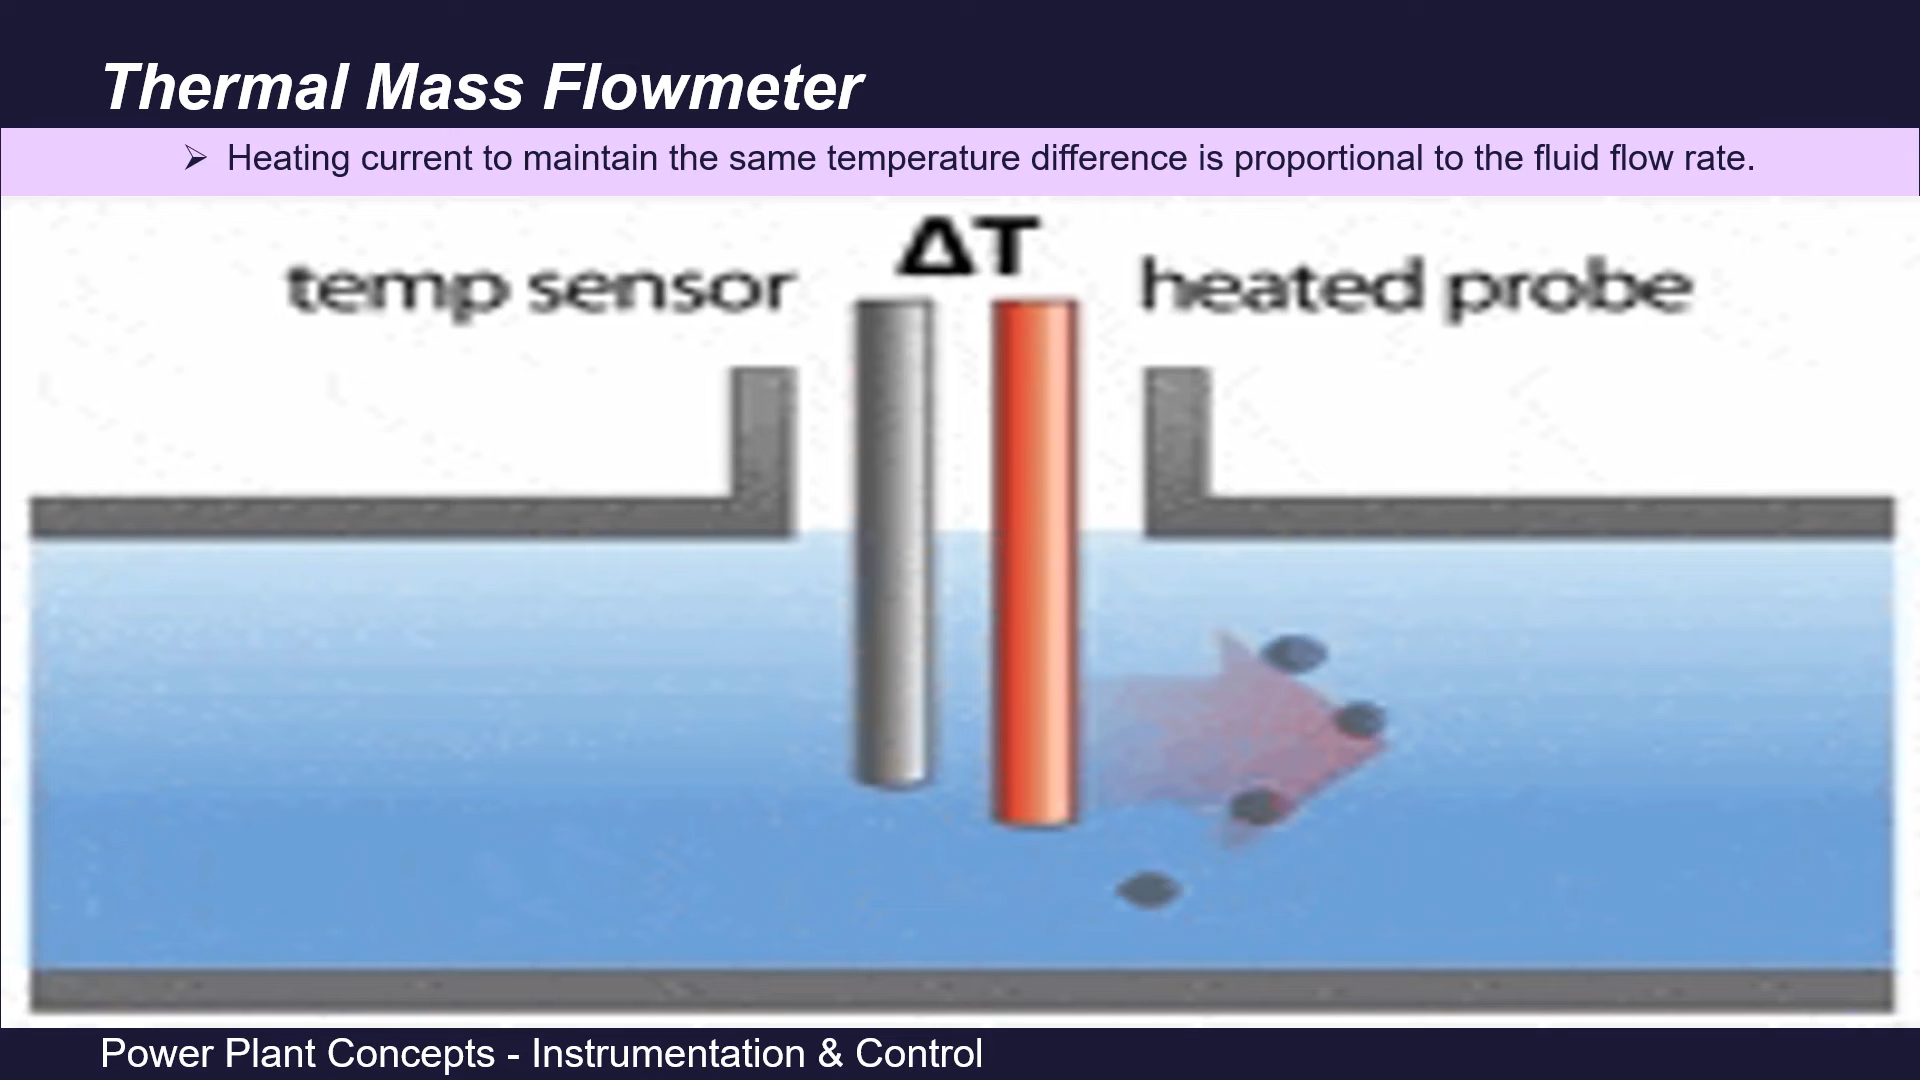 Thermal Mass Flowmeter
➢ Heating current to maintain the same temperature difference is proportional to the fluid flow rate.
ΔT
temp sensor
heated probe
Power Plant Concepts - Instrumentation & Control